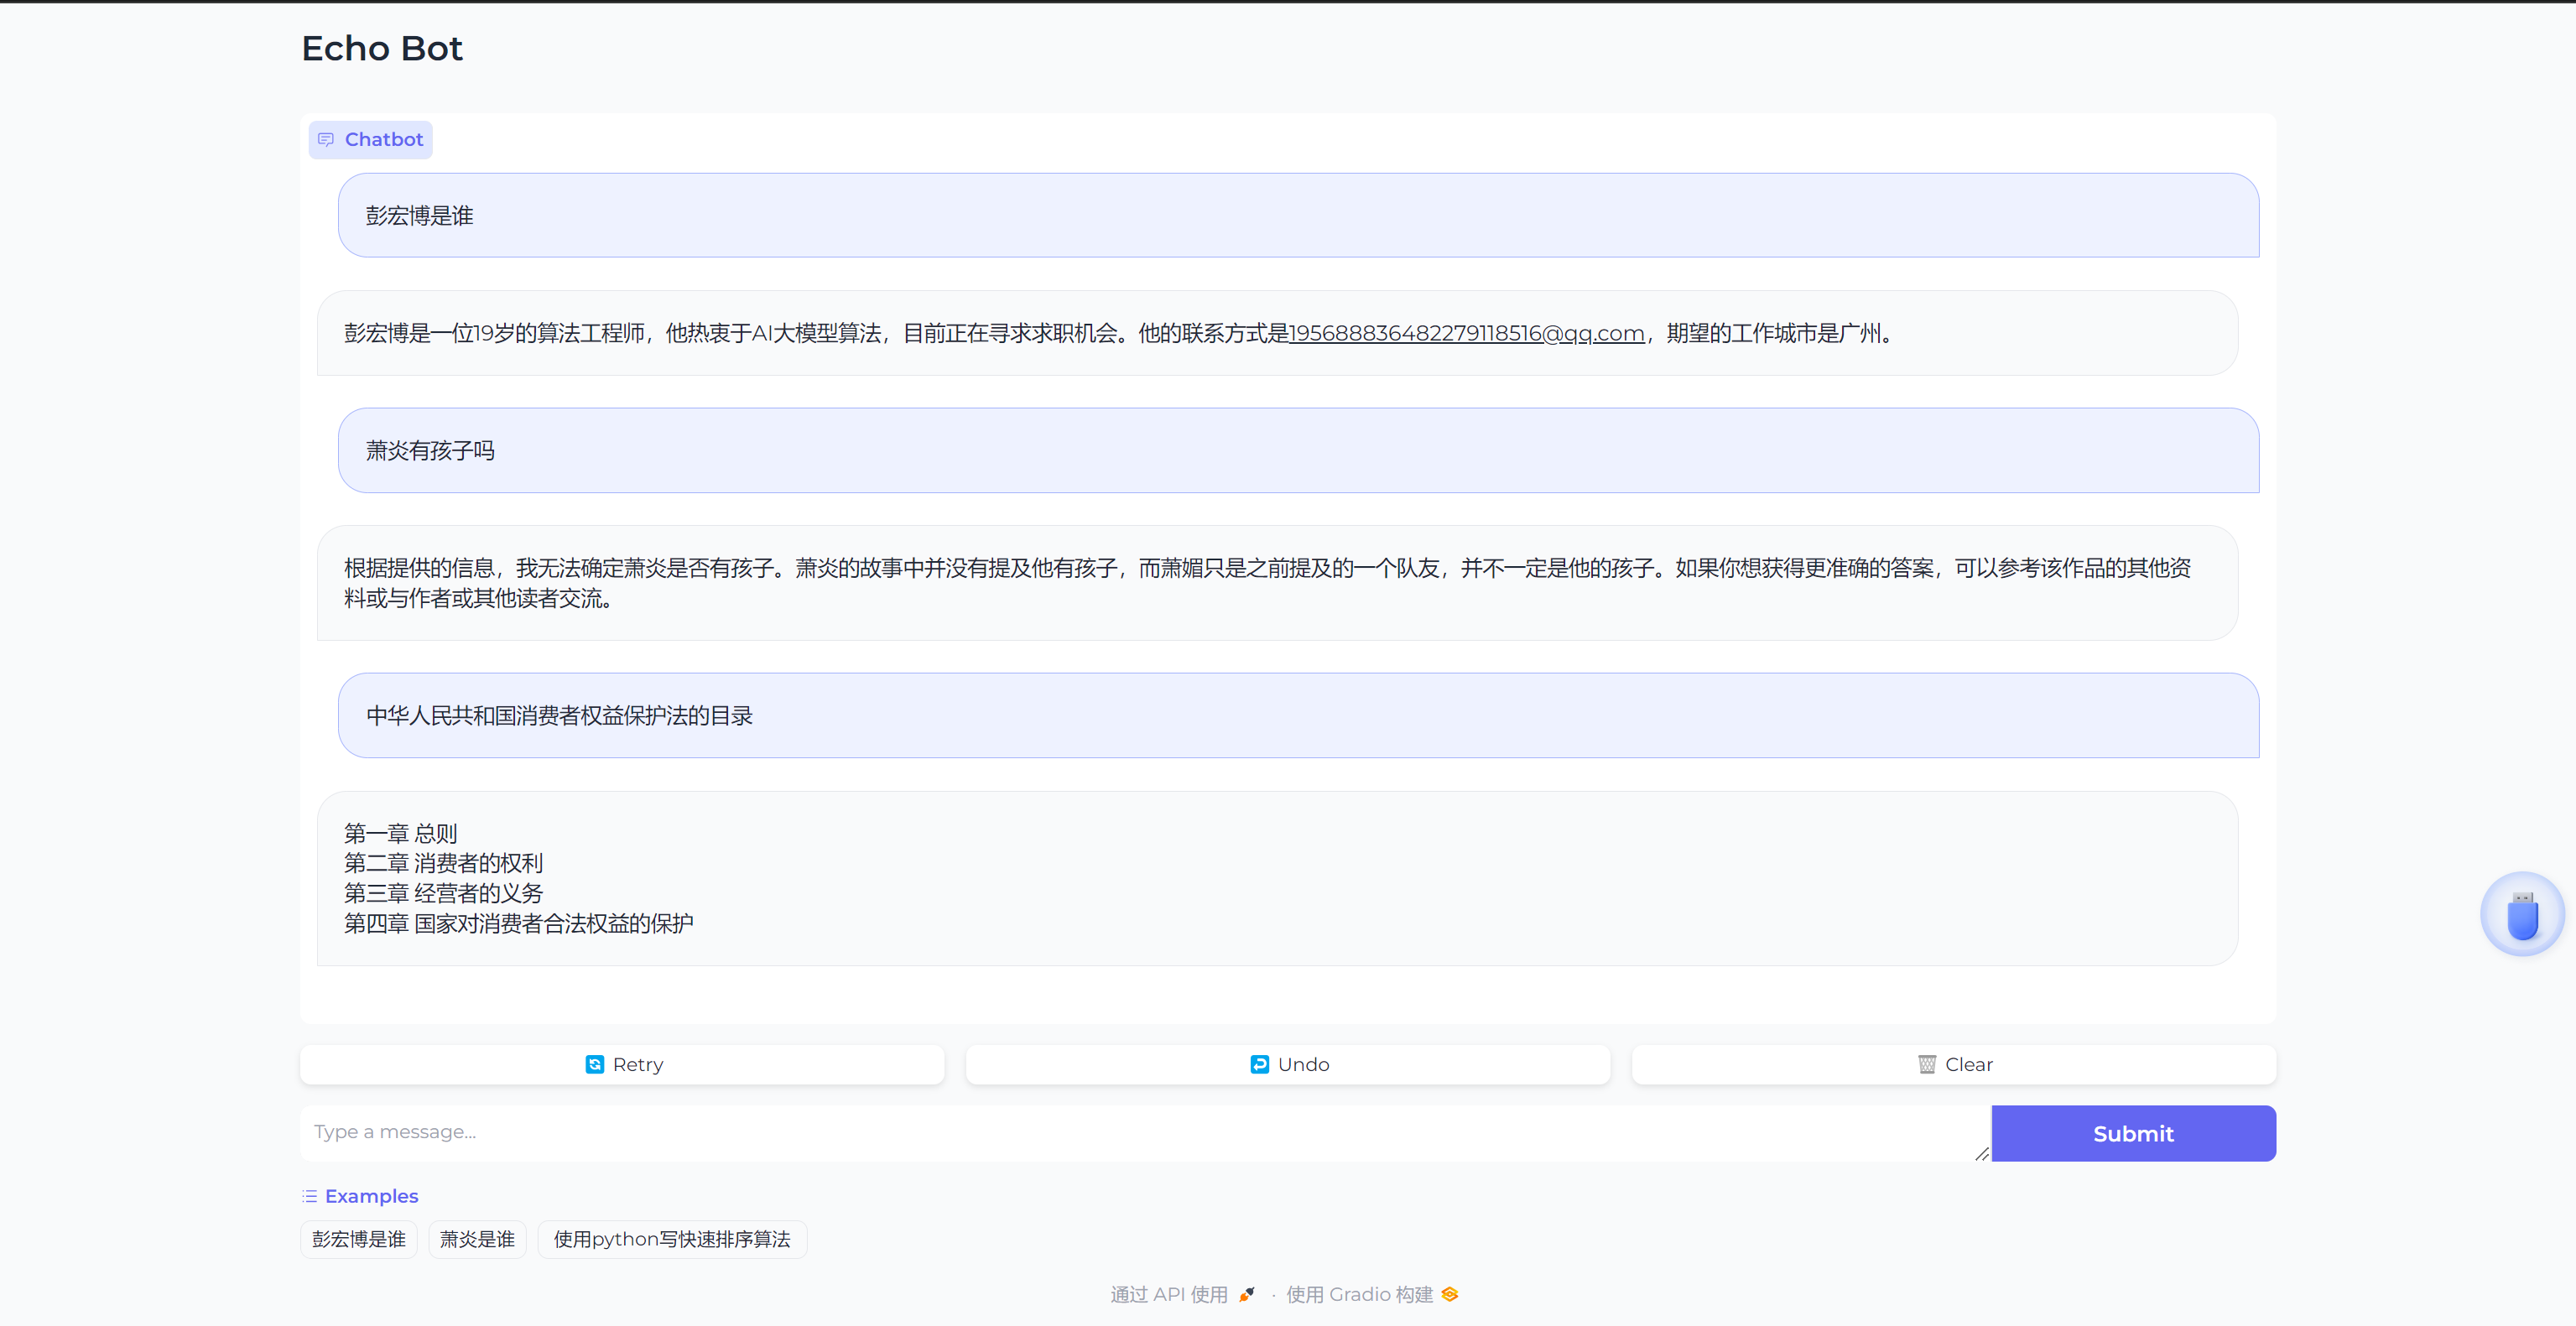 Echo Bot
Chatbot
彭宏博是谁
彭宏博是一位19岁的算法工程师，他热衷于AI大模型算法，目前正在寻求求职机会。他的联系方式是195688836482279118516@qq.com，期望的工作城市是广州。
萧炎有孩子吗
根据提供的信息，我无法确定萧炎是否有孩子。萧炎的故事中并没有提及他有孩子，而萧媚只是之前提及的一个队友，并不一定是他的孩子。如果你想获得更准确的答案，可以参考该作品的其他资
料或与作者或其他读者交流。
中华人民共和国消费者权益保护法的目录
第一章 总则
第二章 消费者的权利
第三章 经营者的义务
第四章 国家对消费者合法权益的保护
Retry Undo Clear
Type a message...
Submit
Examples
彭宏博是谁 萧炎是谁 使用python写快速排序算法
通过 API 使用 · 使用 Gradio 构建